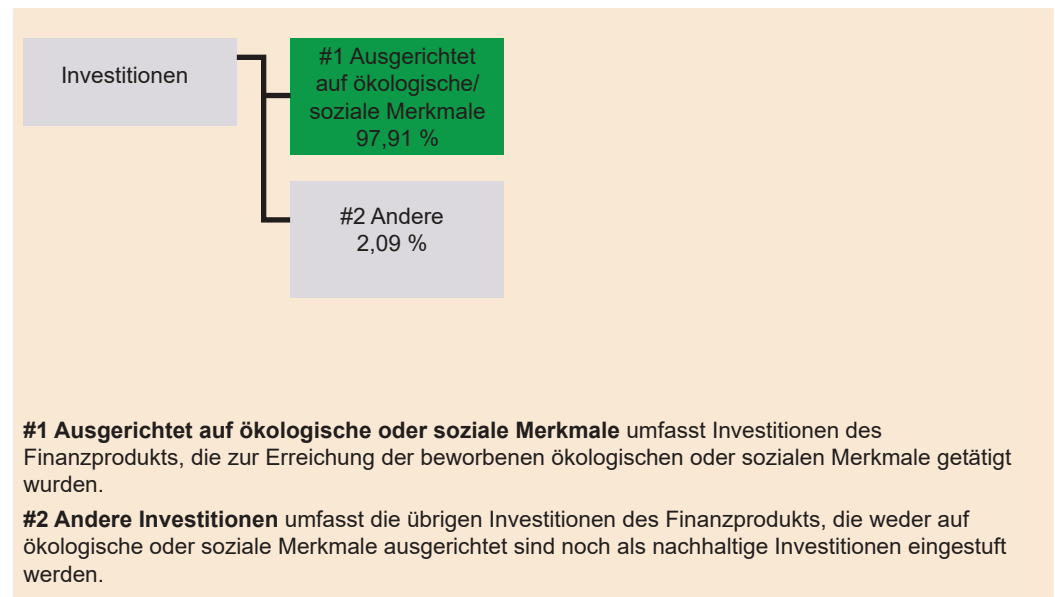 Investitionen
#1 Ausgerichtet
auf ökologische/
soziale Merkmale
97,91 %
#2 Andere
2,09 %
#1 Ausgerichtet auf ökologische oder soziale Merkmale umfasst Investitionen des
Finanzprodukts, die zur Erreichung der beworbenen ökologischen oder sozialen Merkmale getätigt
wurden.
#2 Andere Investitionen umfasst die übrigen Investitionen des Finanzprodukts, die weder auf
ökologische oder soziale Merkmale ausgerichtet sind noch als nachhaltige Investitionen eingestuft
werden.